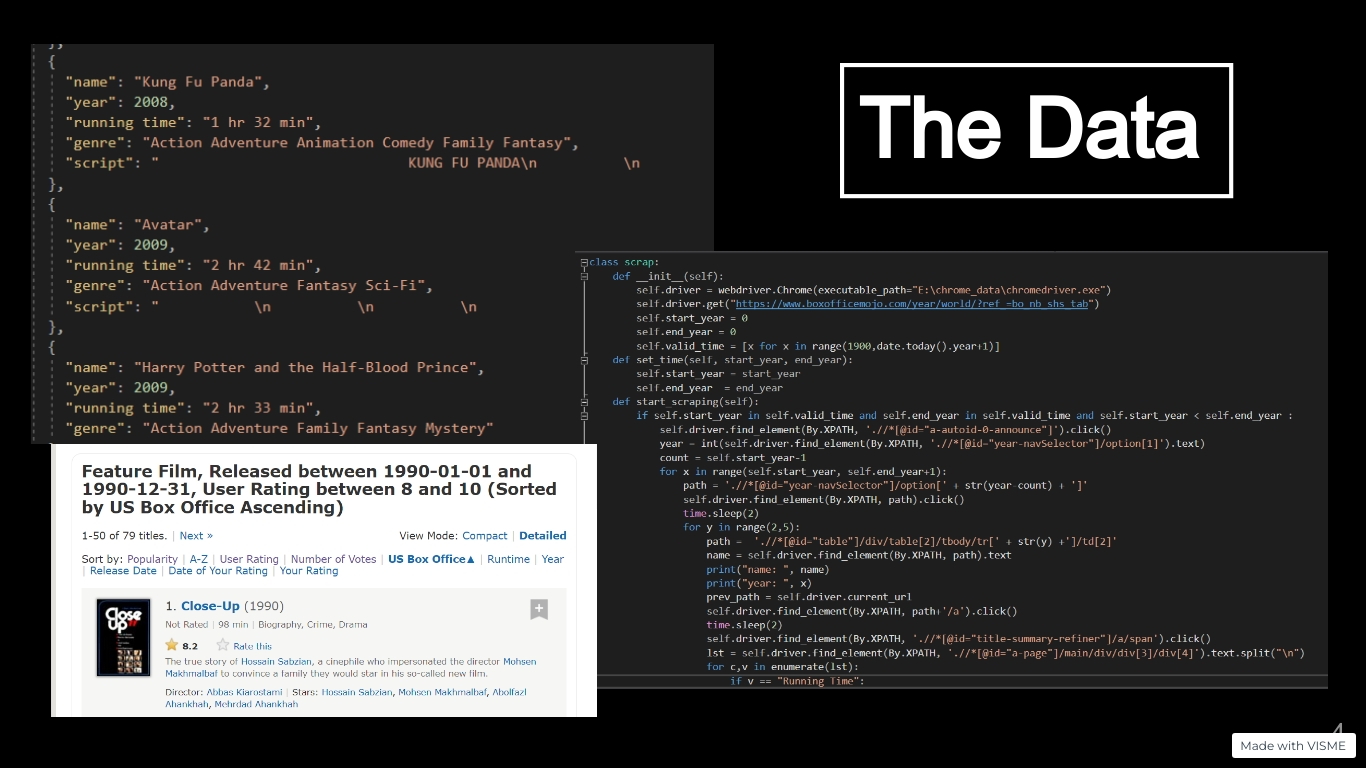 },
{
"name": "Kung Fu Panda",
"year": 2008,
"running time": "1 hr 32 min",
"genre": "Action Adventure Animation Comedy Family Fantasy",
"script": " KUNG FU PANDA\n \n
},
{
"name": "Avatar",
"year": 2009,
"running time": "2 hr 42 min",
"genre": "Action Adventure Fantasy Sci-Fi",
"script": " \n \n \n
},
{
"name": "Harry Potter and the Half-Blood Prince",
"year": 2009,
"running time": "2 hr 33 min",
"genre": "Action Adventure Family Fantasy Mystery"
The Data
class scrap:
def __init__(self):
self.driver = webdriver.Chrome(executable_path="E:\chrome_data\chromedriver.exe")
self.driver.get("https://www.boxofficemojo.com/year/world/?ref_=bo_nb_shs_tab")
self.start_year = 0
self.end_year = 0
self.valid_time = [x for x in range(1900,date.today().year+1)]
def set_time(self, start_year, end_year):
self.start_year = start_year
self.end_year = end_year
def start_scraping(self):
if self.start_year in self.valid_time and self.end_year in self.valid_time and self.start_year < self.end_year :
self.driver.find_element(By.XPATH, './/*[@id="a-autoid-0-announce"]').click()
year = int(self.driver.find_element(By.XPATH, './/*[@id="year-navSelector"]/option[1]').text)
count = self.start_year-1
for x in range(self.start_year, self.end_year+1):
path = './/*[@id="year-navSelector"]/option[' + str(year-count) + ']'
self.driver.find_element(By.XPATH, path).click()
time.sleep(2)
for y in range(2,5):
path = './/*[@id="table"]/div/table[2]/tbody/tr[' + str(y) +']/td[2]'
name = self.driver.find_element(By.XPATH, path).text
print("name: ", name)
print("year: ", x)
prev_path = self.driver.current_url
self.driver.find_element(By.XPATH, path+'/a').click()
time.sleep(2)
self.driver.find_element(By.XPATH, './/*[@id="title-summary-refiner"]/a/span').click()
lst = self.driver.find_element(By.XPATH, './/*[@id="a-page"]/main/div/div[3]/div[4]').text.split("\n")
for c,v in enumerate(lst):
if v == "Running Time":
Feature Film, Released between 1990-01-01 and
1990-12-31, User Rating between 8 and 10 (Sorted
by US Box Office Ascending)
1-50 of 79 titles. | Next » View Mode: Compact | Detailed
Sort by: Popularity | A-Z | User Rating | Number of Votes | US Box Office▲ | Runtime | Year
| Release Date | Date of Your Rating | Your Rating
Close Up
1. Close-Up (1990)
Not Rated | 98 min | Biography, Crime, Drama
8.2 Rate this
The true story of Hossain Sabzian, a cinephile who impersonated the director Mohsen
Makhmalbaf to convince a family they would star in his so-called new film.
Director: Abbas Kiarostami | Stars: Hossain Sabzian, Mohsen Makhmalbaf, Abolfazl
Ahankhah, Mehrdad Ahankhah
4
Made with VISME